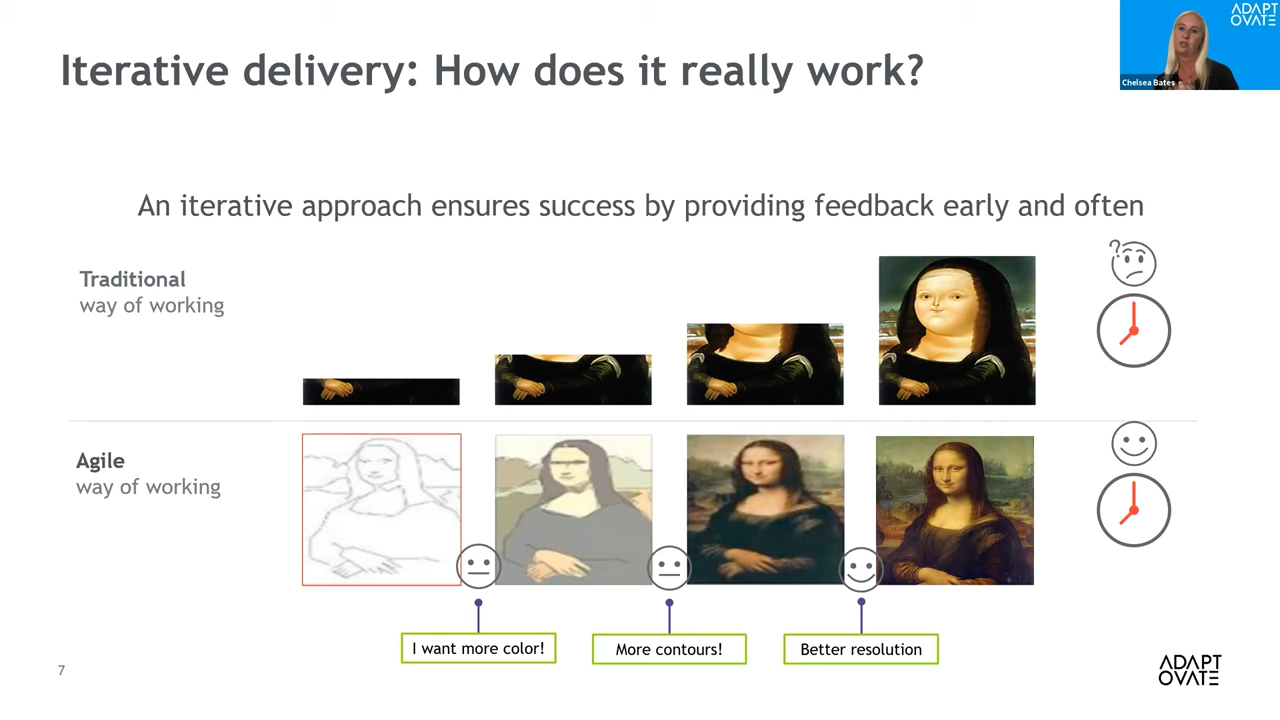 Iterative delivery: How does it really work?
ADAPT
OVATE
Chelsea Bates
An iterative approach ensures success by providing feedback early and often
Traditional
way of working
?
Agile
way of working
I want more color!
More contours!
Better resolution
7
ADAPT
OVATE